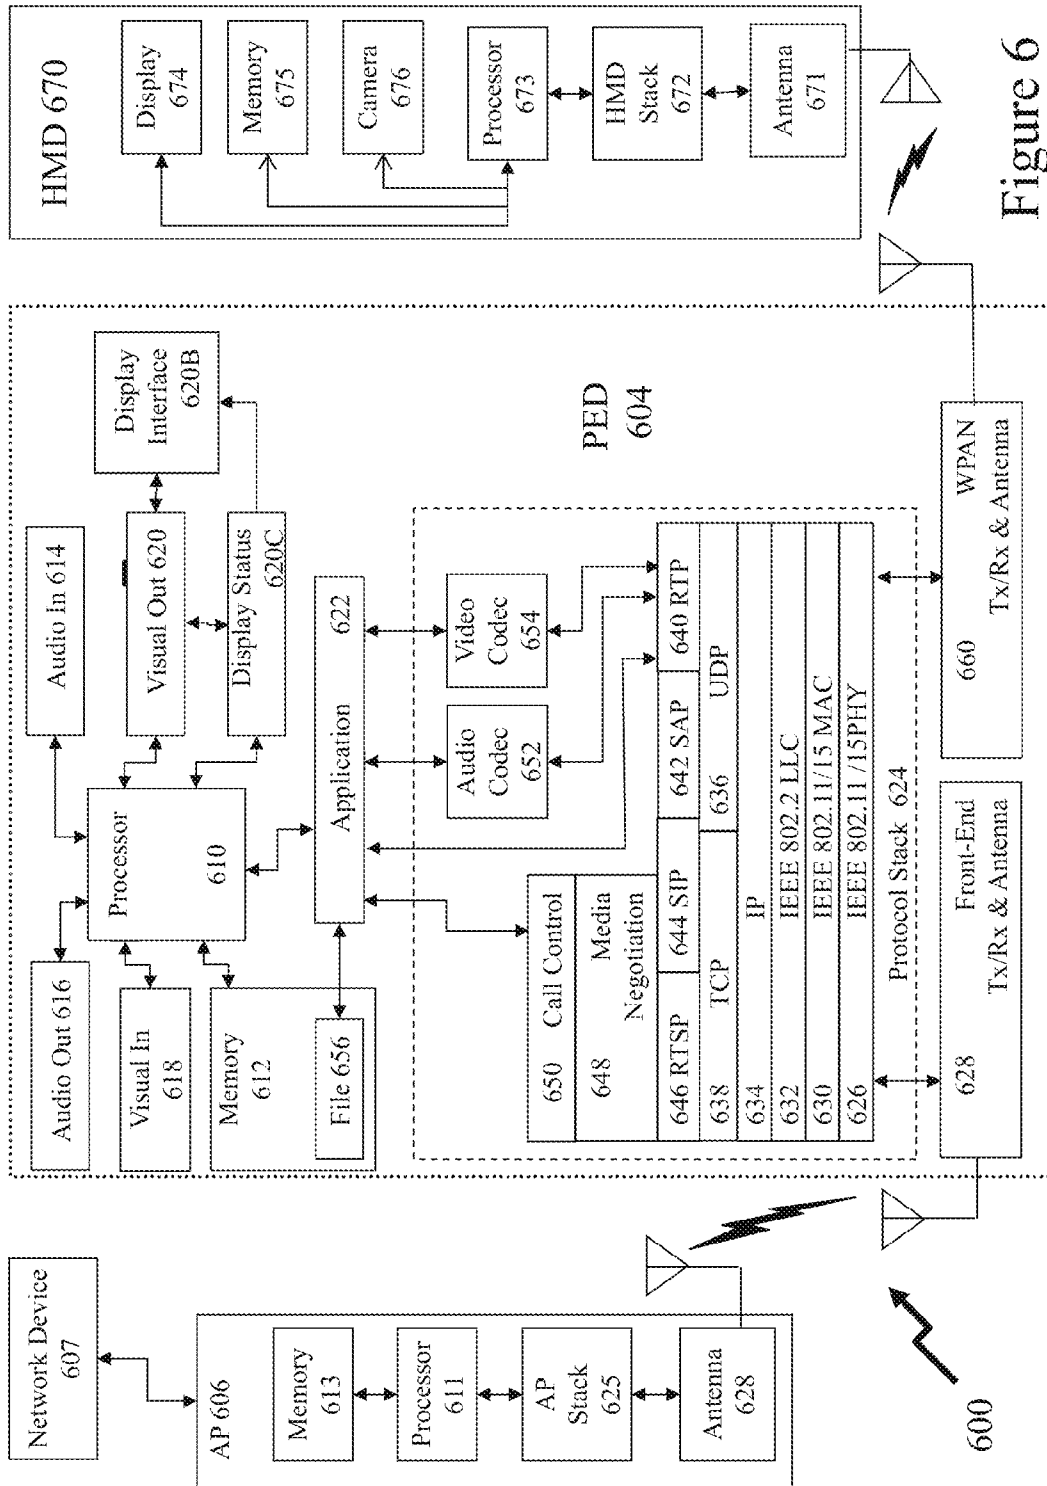 Network Device
607
AP 606
Memory
613
Processor
611
AP
Stack
625
Antenna
628
600
PED
604
Audio Out 616
Visual In
618
Memory
612
File 656
Processor
610
Audio In 614
Visual Out 620
Display Status
620C
Display
Interface
620B
Application 622
Audio
Codec
652
Video
Codec
654
650 Call Control
648 Media
Negotiation
646 RTSP
644 SIP
642 SAP
640 RTP
638 TCP
636 UDP
634 IP
632 IEEE 802.2 LLC
630 IEEE 802.11/15 MAC
626 IEEE 802.11 /15PHY
Protocol Stack 624
628 Front-End
Tx/Rx & Antenna
660 WPAN
Tx/Rx & Antenna
HMD 670
Display
674
Memory
675
Camera
676
Processor
673
HMD
Stack
672
Antenna
671
Figure 6